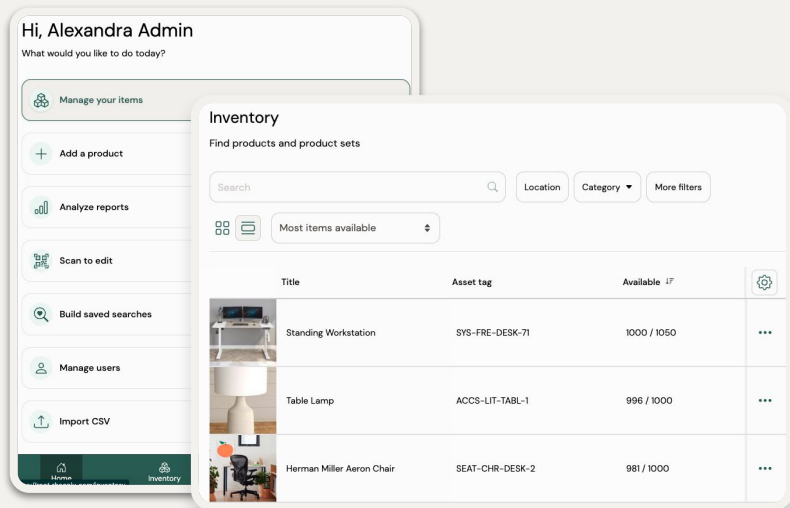 Hi, Alexandra Admin
What would you like to do today?
Manage your items
Add a product
Analyze reports
Scan to edit
Build saved searches
Manage users
Import CSV
Home
Inventory
Inventory
Find products and product sets
Search
Location
Category
More filters
Most items available
Title Asset tag Available
Standing Workstation SYS-FRE-DESK-71 1000 / 1050
Table Lamp ACCS-LIT-TABL-1 996 / 1000
Herman Miller Aeron Chair SEAT-CHR-DESK-2 981 / 1000